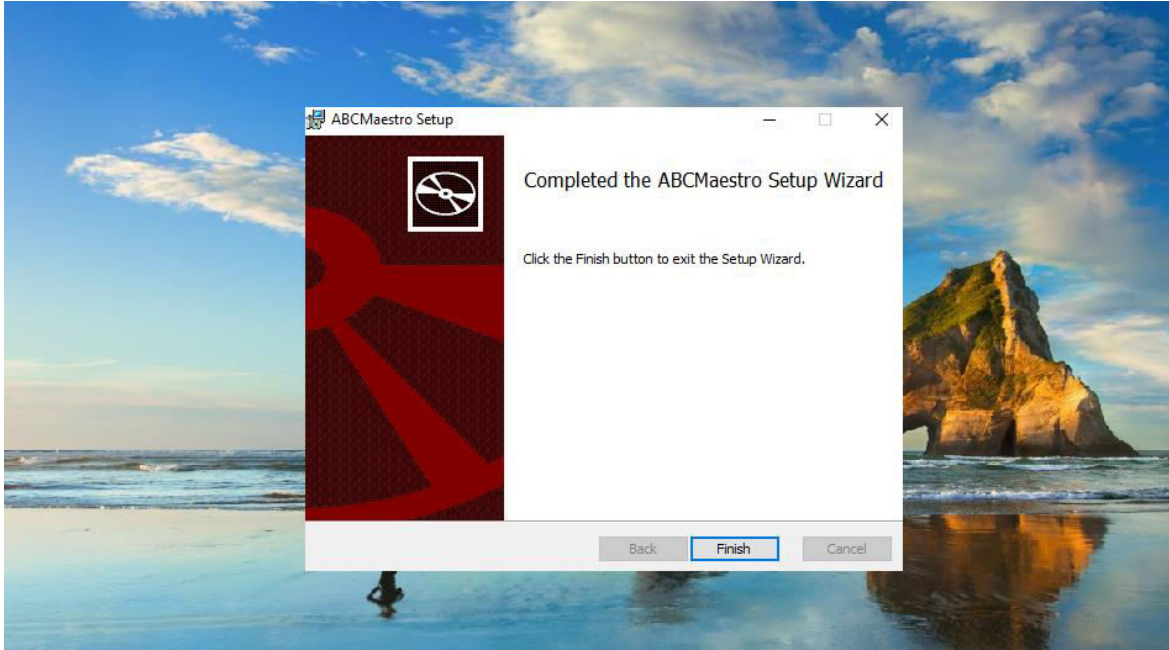 ABCMaestro Setup
Completed the ABCMaestro Setup Wizard
Click the Finish button to exit the Setup Wizard.
Back Finish Cancel